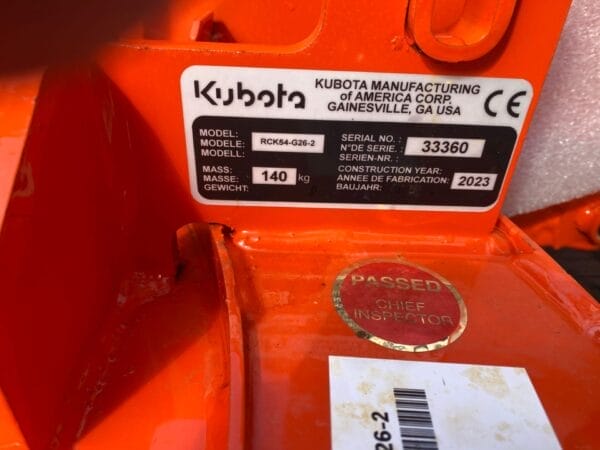 Kubota
KUBOTA MANUFACTURING
of AMERICA CORP.
GAINESVILLE, GA USA
CE
MODEL:
MODELE:
MODELL:
RCK54-G26-2
SERIAL NO. :
N°DE SERIE. :
SERIEN-NR. :
33360
MASS:
MASSE:
GEWICHT:
140 kg
CONSTRUCTION YEAR:
ANNEE DE FABRICATION:
BAUJAHR:
2023
PASSED
CHIEF
INSPECTOR
26-2